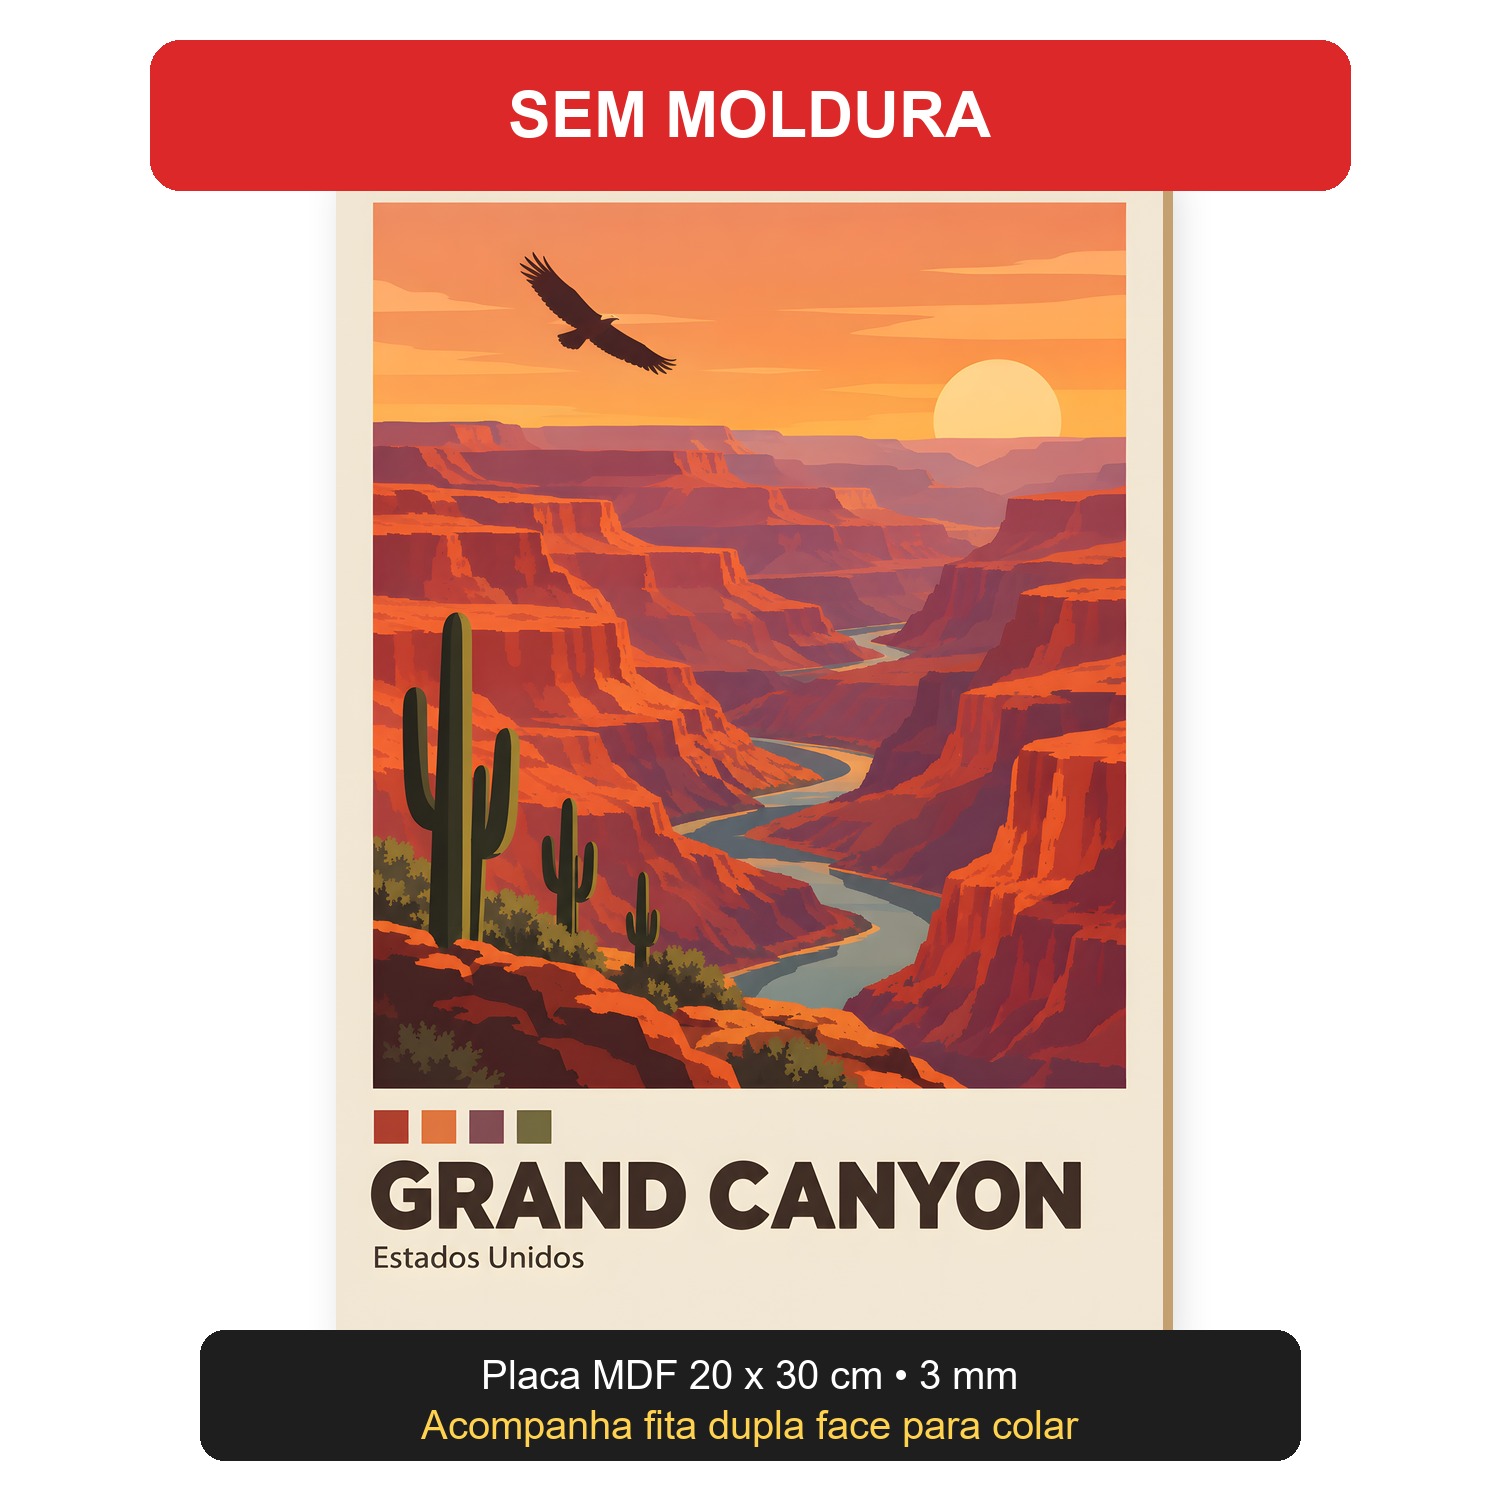 SEM MOLDURA
GRAND CANYON
Estados Unidos
Placa MDF 20 x 30 cm • 3 mm
Acompanha fita dupla face para colar